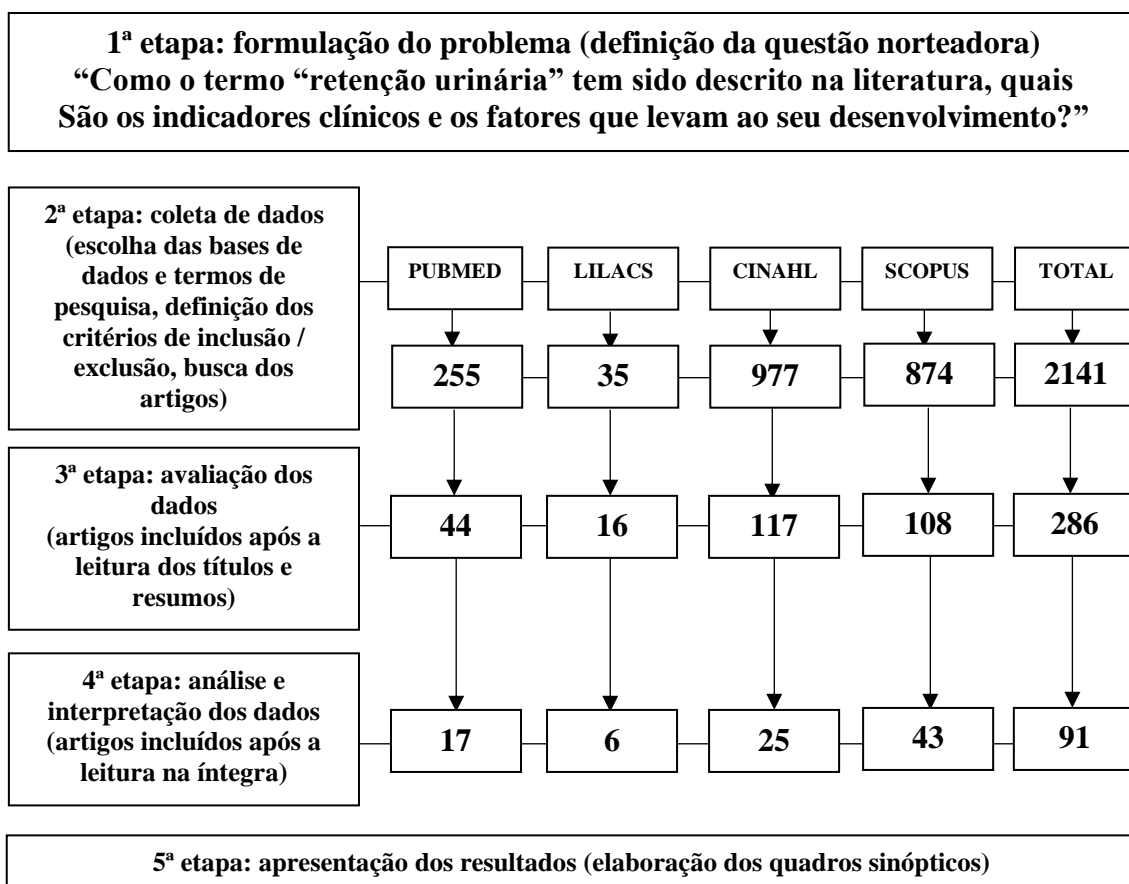 1ª etapa: formulação do problema (definição da questão norteadora)
“Como o termo “retenção urinária” tem sido descrito na literatura, quais
São os indicadores clínicos e os fatores que levam ao seu desenvolvimento?”
2ª etapa: coleta de dados
(escolha das bases de
dados e termos de
pesquisa, definição dos
critérios de inclusão /
exclusão, busca dos
artigos)
PUBMED
LILACS
CINAHL
SCOPUS
TOTAL
255
35
977
874
2141
3ª etapa: avaliação dos
dados
(artigos incluídos após a
leitura dos títulos e
resumos)
44
16
117
108
286
4ª etapa: análise e
interpretação dos dados
(artigos incluídos após a
leitura na íntegra)
17
6
25
43
91
5ª etapa: apresentação dos resultados (elaboração dos quadros sinópticos)